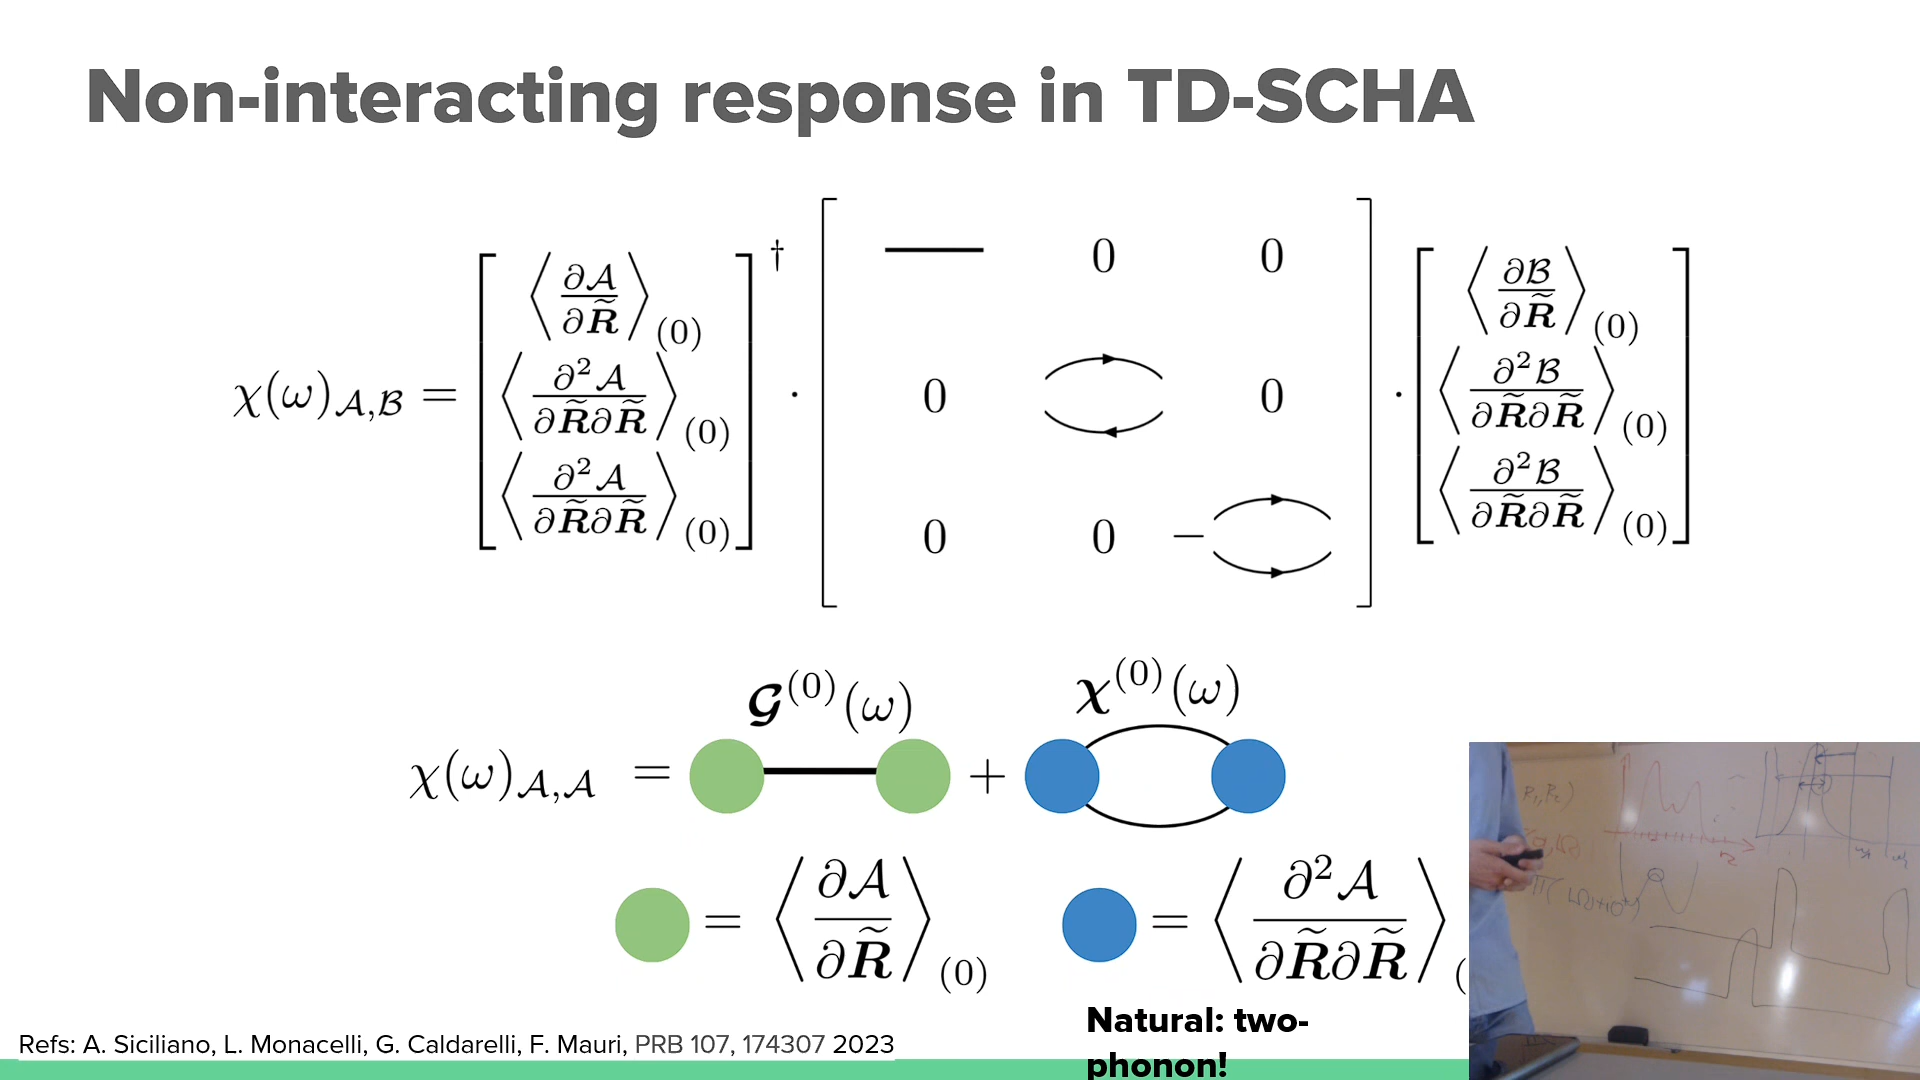 Non-interacting response in TD-SCHA
χ(ω)𝒜,ℬ = [⟨∂𝒜/∂R̃⟩(0) ⟨∂²𝒜/∂R̃∂R̃⟩(0) ⟨∂²𝒜/∂R̃∂R̃⟩(0)]† · [— 0 0
0 0
0 0 −] · [⟨∂ℬ/∂R̃⟩(0) ⟨∂²ℬ/∂R̃∂R̃⟩(0) ⟨∂²ℬ/∂R̃∂R̃⟩(0)]
𝓖(0)(ω) χ(0)(ω)
χ(ω)𝒜,𝒜 = +
= ⟨∂𝒜/∂R̃⟩(0) = ⟨∂²𝒜/∂R̃∂R̃⟩(
Natural: two-
phonon!
Refs: A. Siciliano, L. Monacelli, G. Caldarelli, F. Mauri, PRB 107, 174307 2023